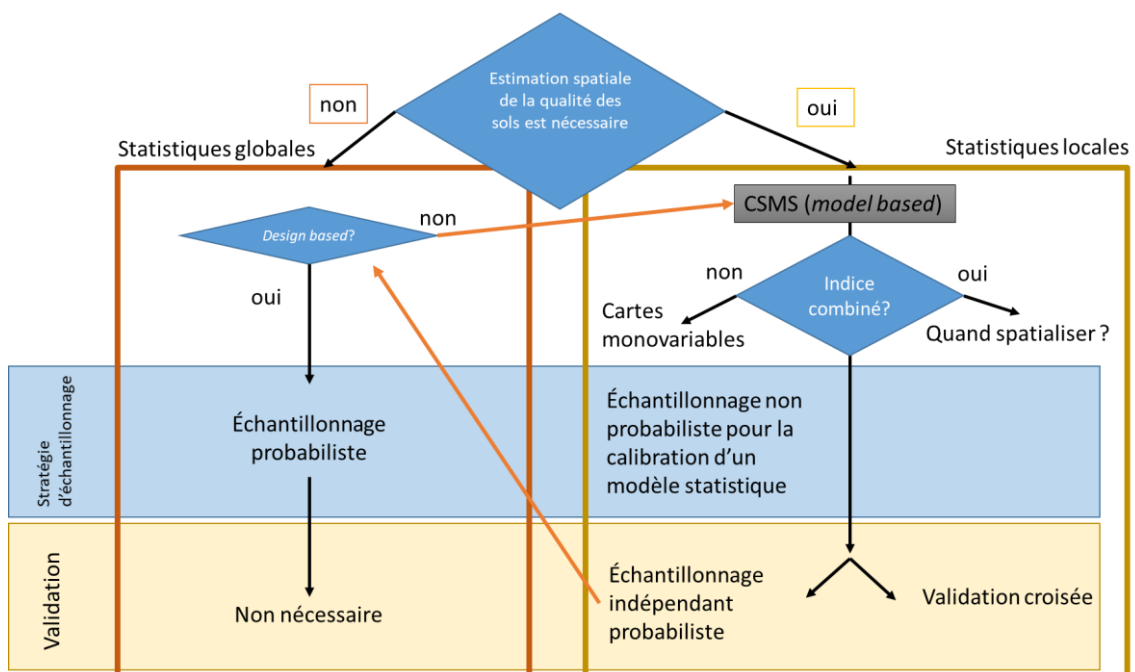 Estimation spatiale
de la qualité des
sols est nécessaire
non
oui
Statistiques globales
Statistiques locales
CSMS (model based)
non
Design based?
oui
non
oui
Indice
combiné?
Cartes
monovariables
Quand spatialiser ?
Stratégie
d'échantillonnage
Échantillonnage
probabiliste
Échantillonnage non
probabiliste pour la
calibration d'un
modèle statistique
Validation
Non nécessaire
Échantillonnage
indépendant
probabiliste
Validation croisée